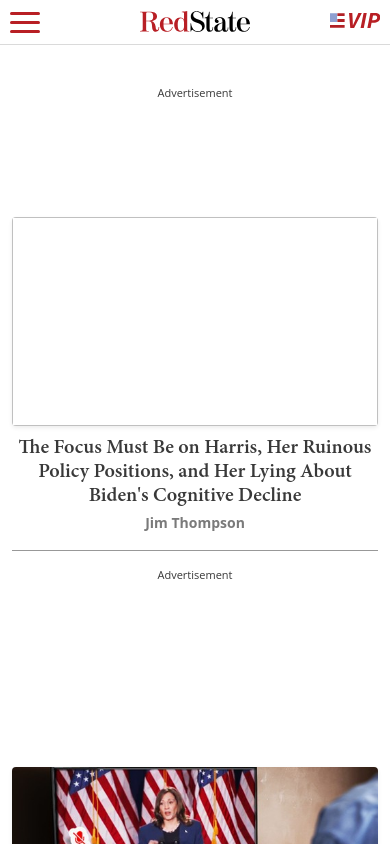 RedState
VIP
Advertisement
The Focus Must Be on Harris, Her Ruinous
Policy Positions, and Her Lying About
Biden's Cognitive Decline
Jim Thompson
Advertisement